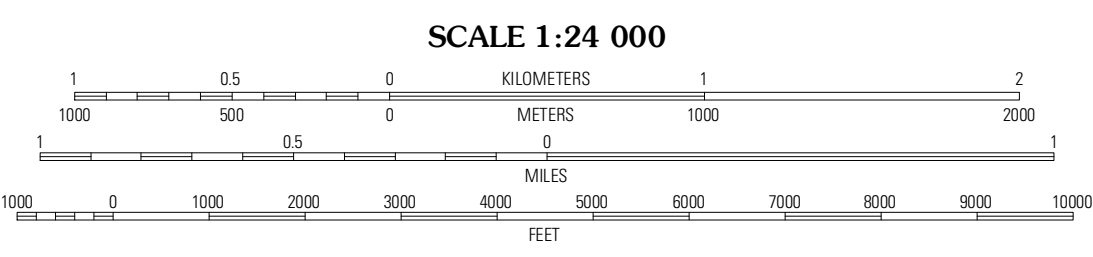 SCALE 1:24 000
1 0.5 0 KILOMETERS 1 2
1000 500 0 METERS 1000 2000
1 0.5 0 1
MILES
1000 0 1000 2000 3000 4000 5000 6000 7000 8000 9000 10000
FEET